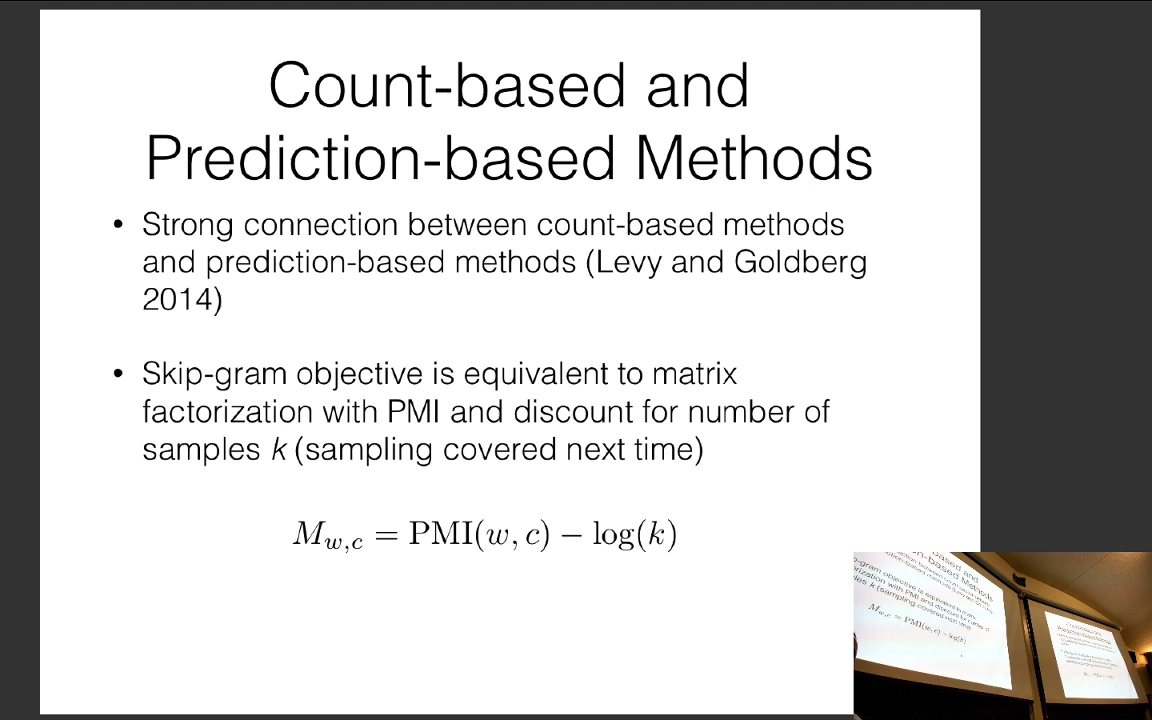 Count-based and
Prediction-based Methods
• Strong connection between count-based methods
and prediction-based methods (Levy and Goldberg
2014)
• Skip-gram objective is equivalent to matrix
factorization with PMI and discount for number of
samples k (sampling covered next time)
M_{w,c} = PMI(w, c) − log(k)